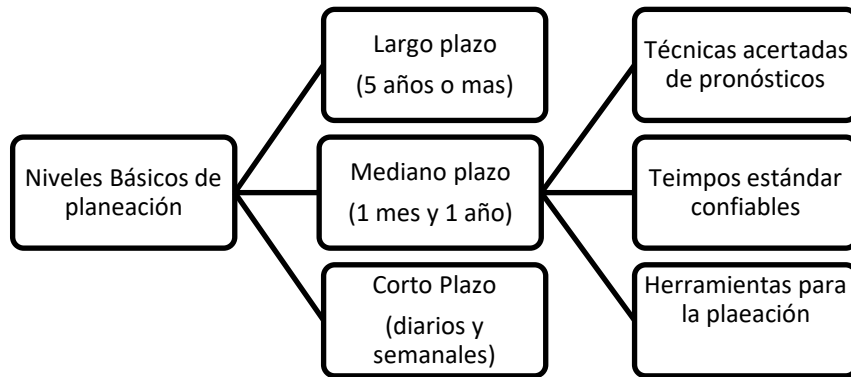 Niveles Básicos de
planeación
Largo plazo
(5 años o mas)
Mediano plazo
(1 mes y 1 año)
Corto Plazo
(diarios y
semanales)
Técnicas acertadas
de pronósticos
Teimpos estándar
confiables
Herramientas para
la plaeación